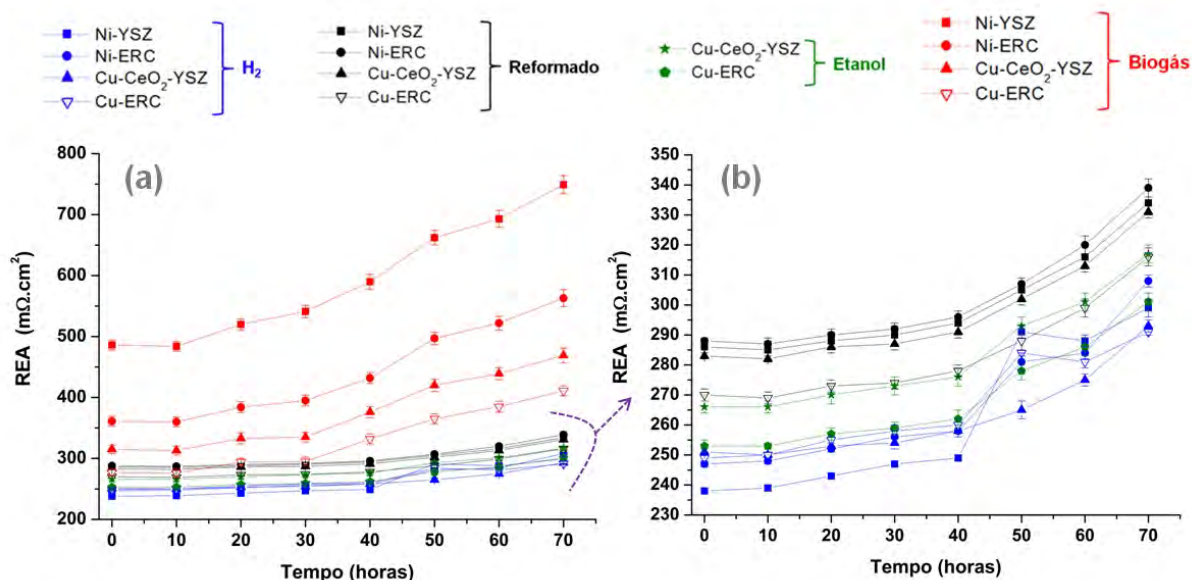 Ni-YSZ
Ni-ERC
Cu-CeO₂-YSZ
Cu-ERC
H₂
Ni-YSZ
Ni-ERC
Cu-CeO₂-YSZ
Cu-ERC
Reformado
Cu-CeO₂-YSZ
Cu-ERC
Etanol
Ni-YSZ
Ni-ERC
Cu-CeO₂-YSZ
Cu-ERC
Biogás
(a)
REA (mΩ.cm²)
800
700
600
500
400
300
200
0 10 20 30 40 50 60 70
Tempo (horas)
(b)
REA (mΩ.cm²)
350
340
330
320
310
300
290
280
270
260
250
240
230
0 10 20 30 40 50 60 70
Tempo (horas)